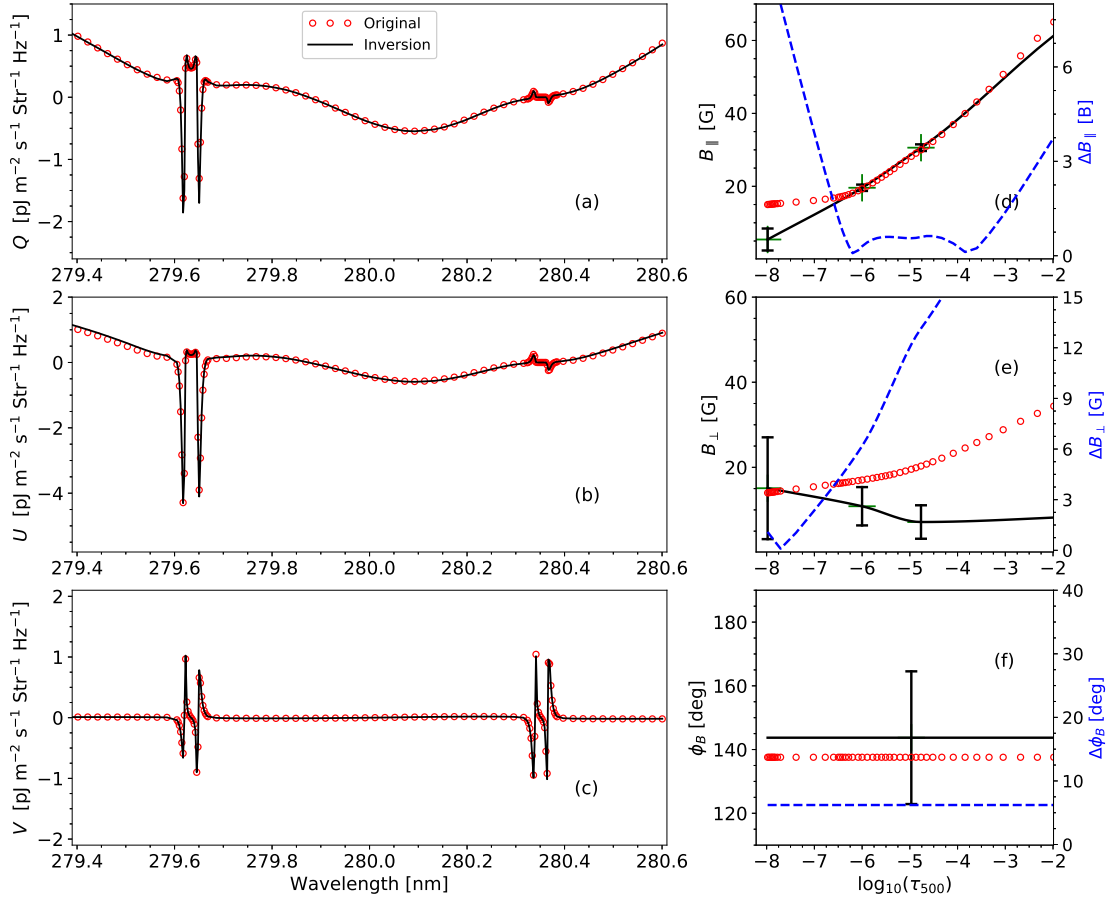 Original
Inversion
Q [pJ m−2 s−1 Str−1 Hz−1]
1
0
−1
−2
(a)
279.4 279.6 279.8 280.0 280.2 280.4 280.6
B∥ [G]
60
40
20
6
3
0
ΔB∥ [B]
(d)
−8 −7 −6 −5 −4 −3 −2
U [pJ m−2 s−1 Str−1 Hz−1]
2
0
−2
−4
(b)
279.4 279.6 279.8 280.0 280.2 280.4 280.6
B⊥ [G]
60
40
20
15
12
9
6
3
0
ΔB⊥ [G]
(e)
−8 −7 −6 −5 −4 −3 −2
V [pJ m−2 s−1 Str−1 Hz−1]
2
1
0
−1
−2
(c)
279.4 279.6 279.8 280.0 280.2 280.4 280.6
Wavelength [nm]
ϕB [deg]
180
160
140
120
40
30
20
10
0
ΔϕB [deg]
(f)
−8 −7 −6 −5 −4 −3 −2
log10(τ500)